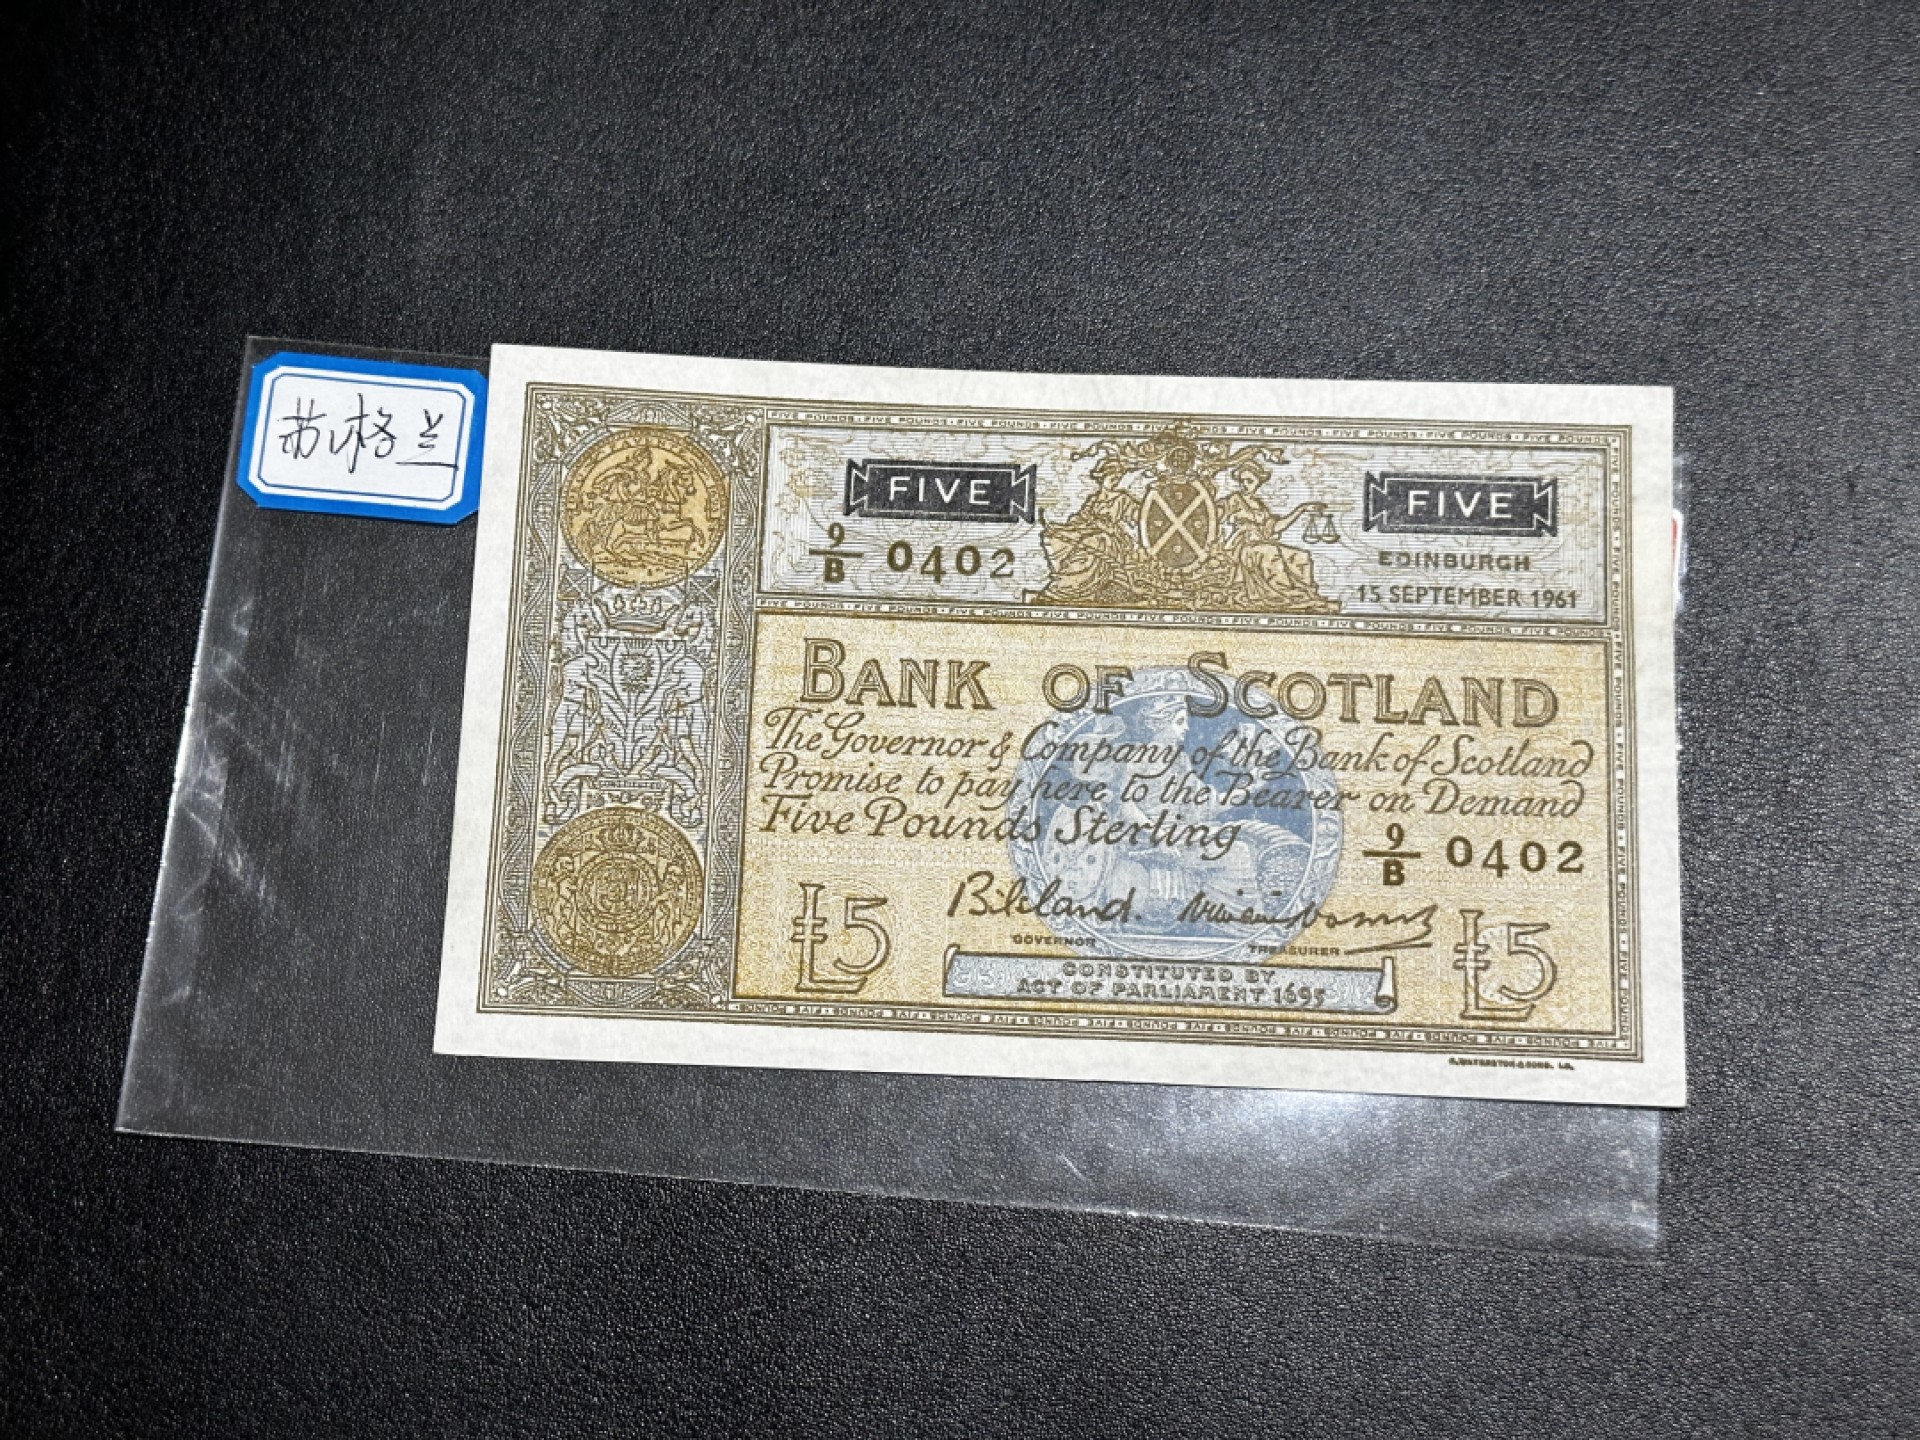 苏格兰
FIVE
FIVE
9/B 0402
EDINBURGH
15 SEPTEMBER 1961
BANK OF SCOTLAND
The Governor & Company of the Bank of Scotland
Promise to pay here to the Bearer on Demand
Five Pounds Sterling
9/B 0402
£5
£5
GOVERNOR
TREASURER
CONSTITUTED BY
ACT OF PARLIAMENT 1695